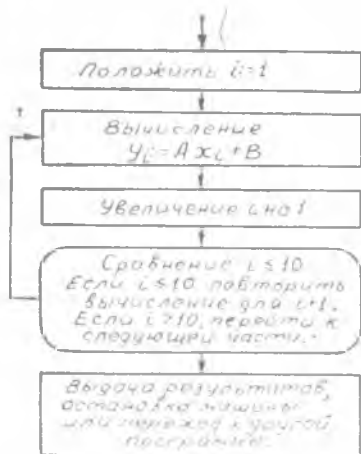 Положить i=1
Вычисление
yi=Axi+B
Увеличение i на 1
Сравнение i≤10
Если i≤10, повторить
вычисление для i+1.
Если i>10, перейти к
следующей части.
Выдача результатов,
остановка машины
или переход к другой
программе.